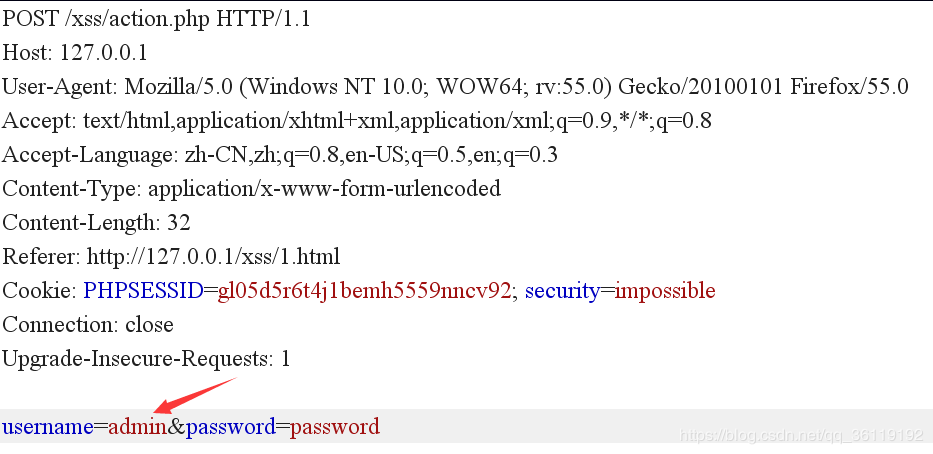 POST /xss/action.php HTTP/1.1
Host: 127.0.0.1
User-Agent: Mozilla/5.0 (Windows NT 10.0; WOW64; rv:55.0) Gecko/20100101 Firefox/55.0
Accept: text/html,application/xhtml+xml,application/xml;q=0.9,*/*;q=0.8
Accept-Language: zh-CN,zh;q=0.8,en-US;q=0.5,en;q=0.3
Content-Type: application/x-www-form-urlencoded
Content-Length: 32
Referer: http://127.0.0.1/xss/1.html
Cookie: PHPSESSID=gl05d5r6t4j1bemh5559nncv92; security=impossible
Connection: close
Upgrade-Insecure-Requests: 1
username=admin&password=password
https://blog.csdn.net/qq_36119192